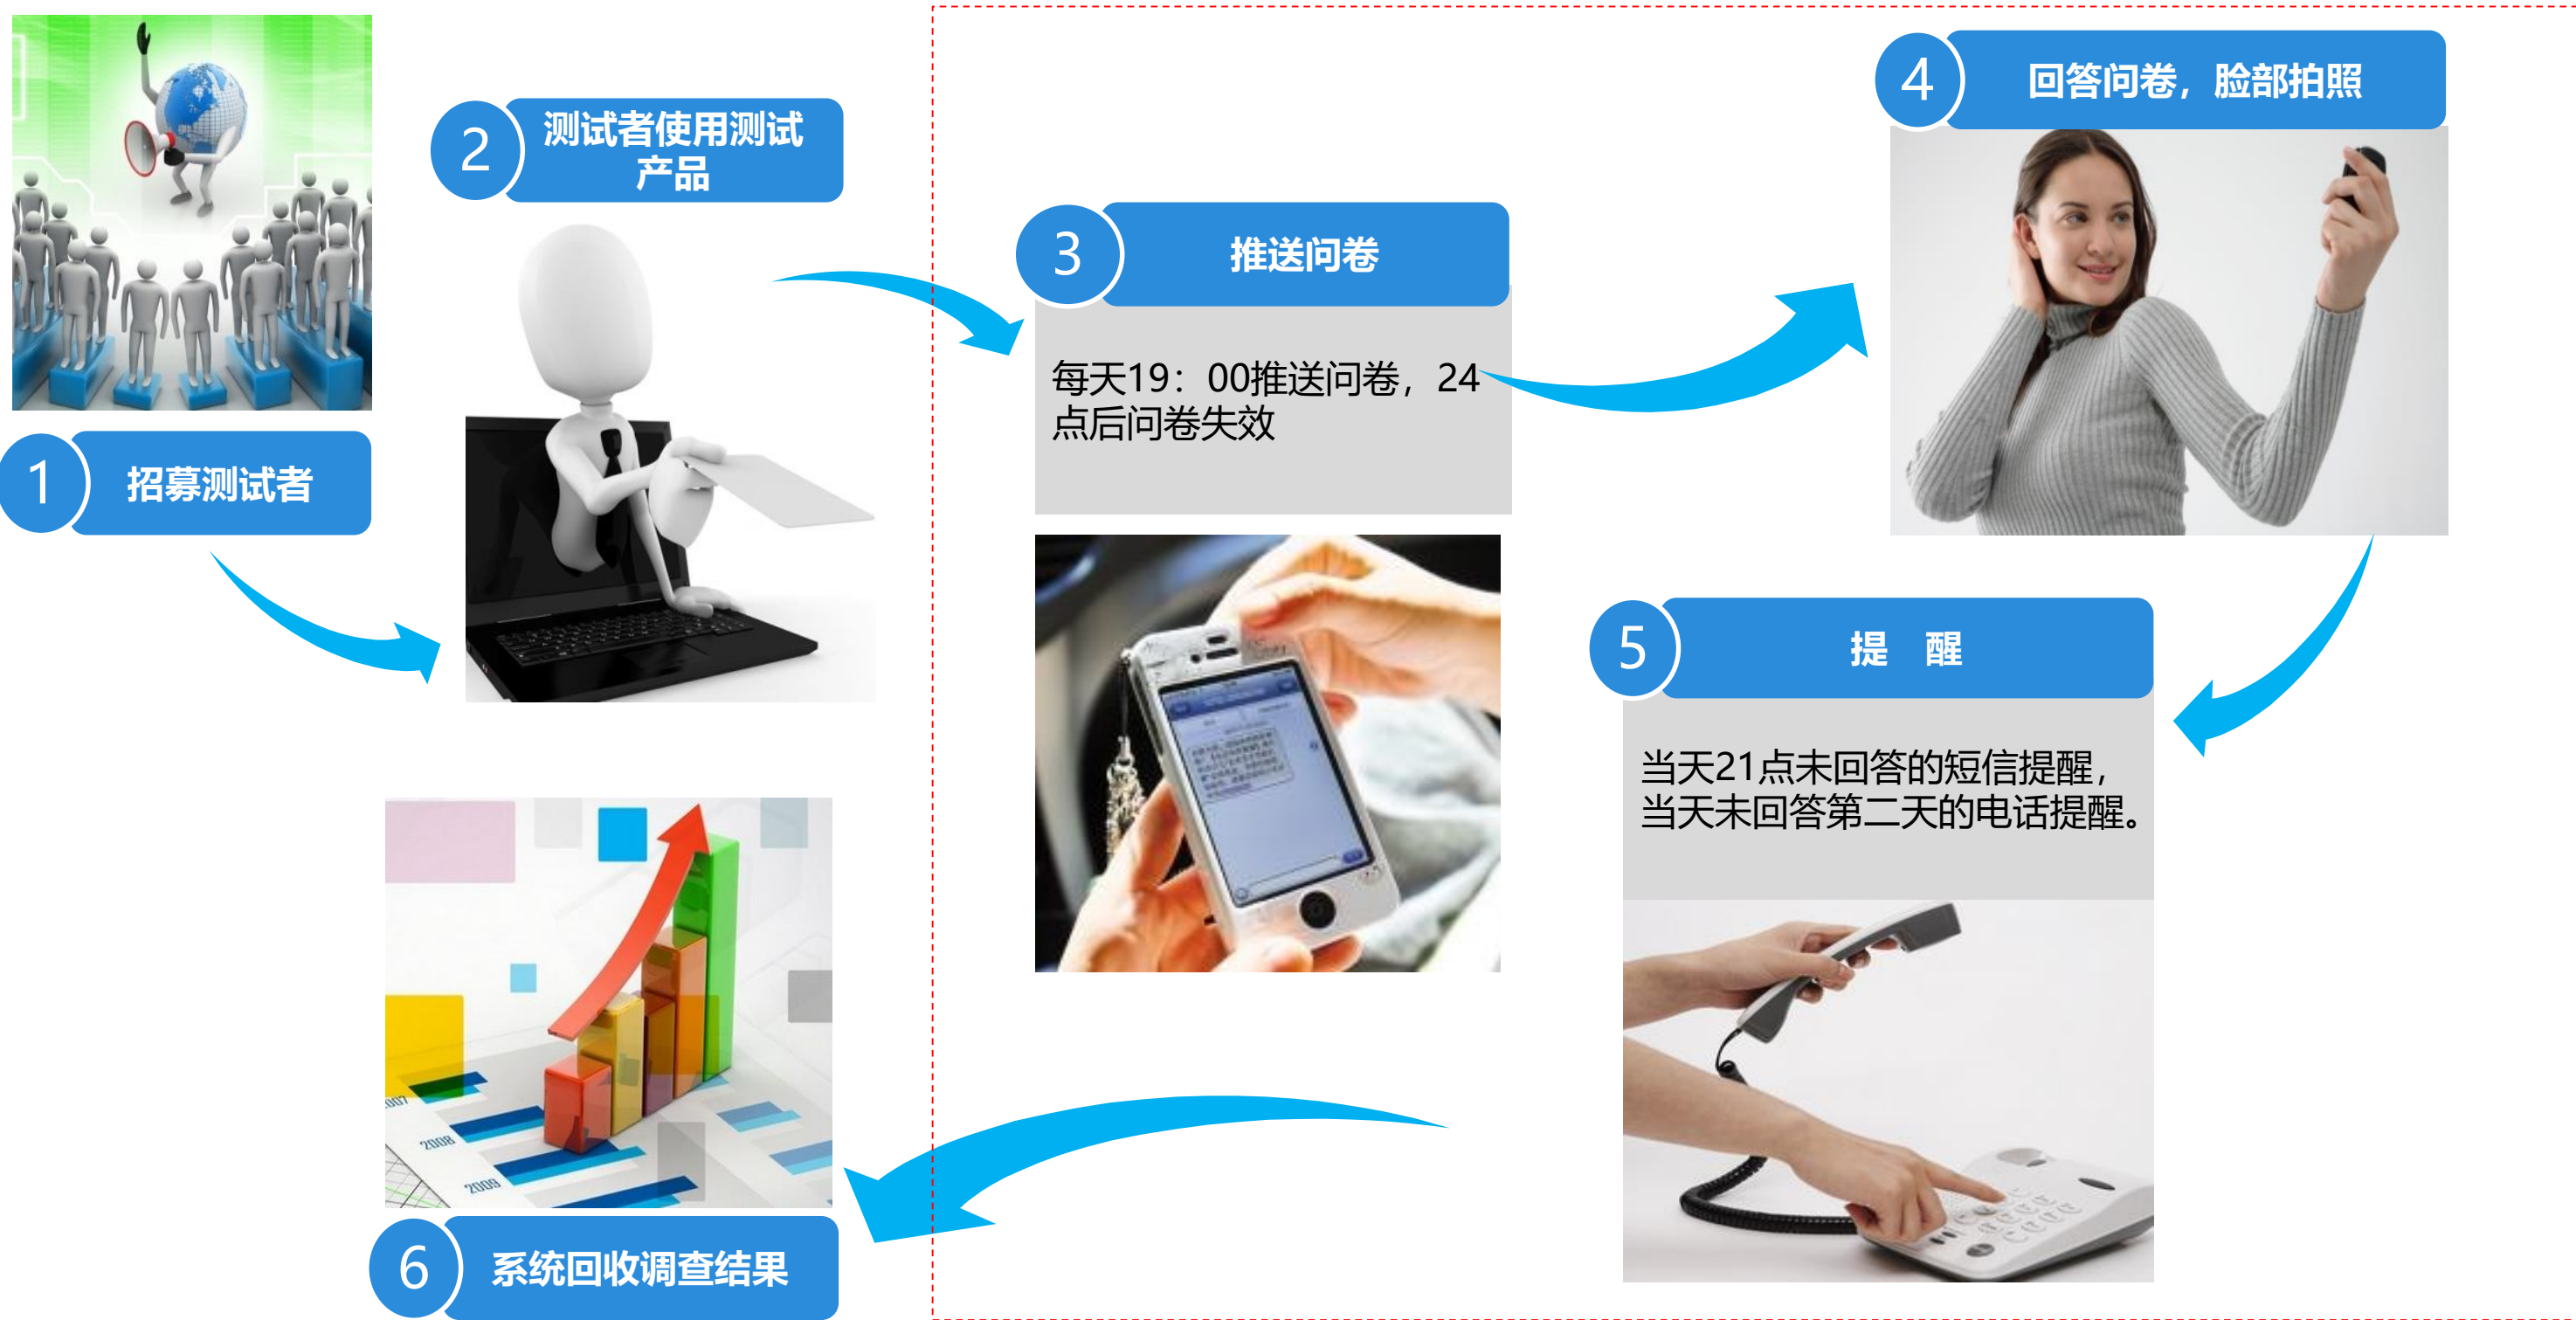 1
招募测试者
2
测试者使用测试
产品
3
推送问卷
每天19：00推送问卷，24
点后问卷失效
4
回答问卷，脸部拍照
5
提 醒
当天21点未回答的短信提醒，
当天未回答第二天的电话提醒。
6
系统回收调查结果
2007
2008
2009